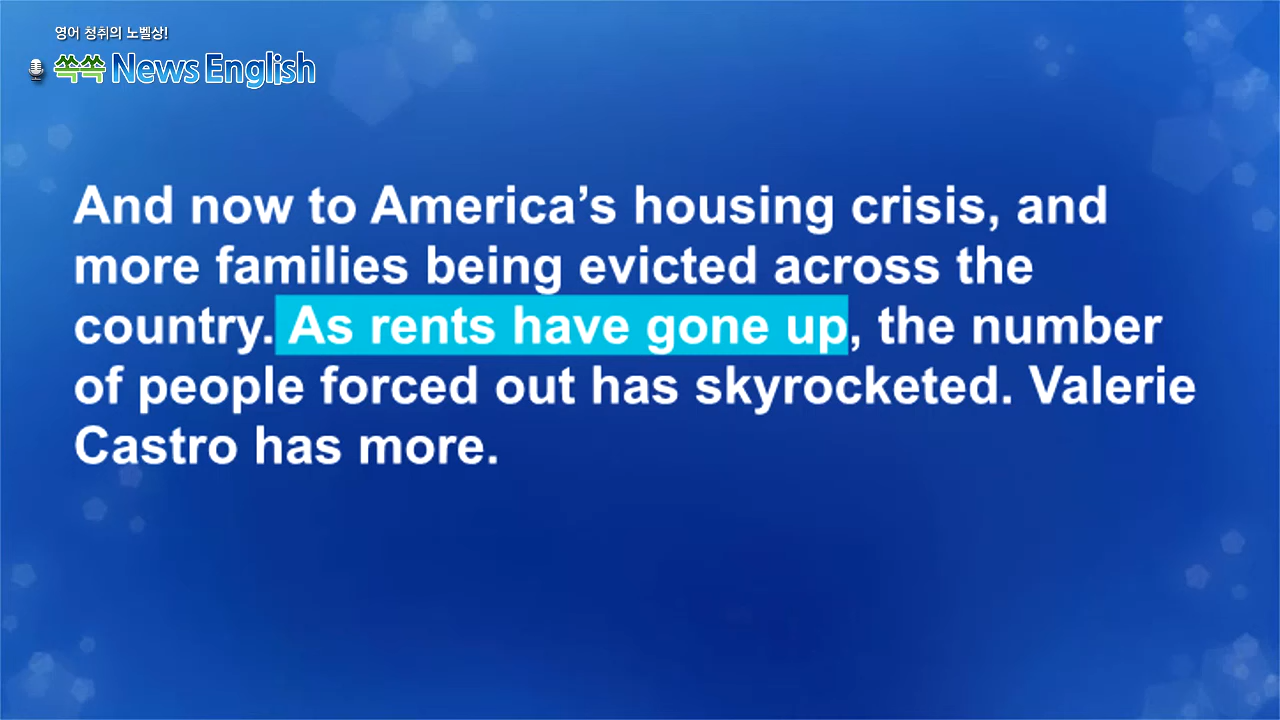 영어 청취의 노벨상!
쏙쏙 News English
And now to America’s housing crisis, and
more families being evicted across the
country. As rents have gone up, the number
of people forced out has skyrocketed. Valerie
Castro has more.